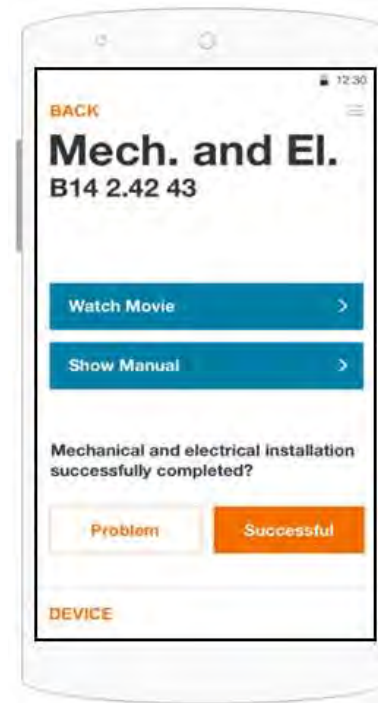 12:30
BACK
Mech. and El.
B14 2.42 43
Watch Movie
Show Manual
Mechanical and electrical installation
successfully completed?
Problem
Successful
DEVICE